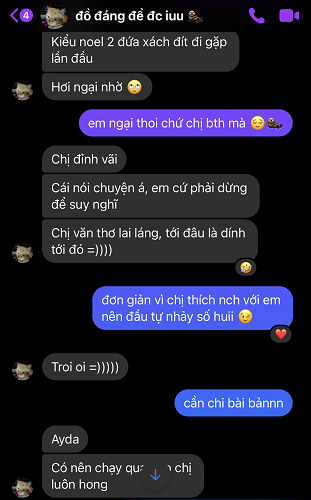 4
đồ đáng để đc iuu
Kiểu noel 2 đứa xách đít đi gặp
lần đầu
Hơi ngại nhờ 🙄
em ngại thoi chứ chị bth mà 😌
Chị đỉnh vãi
Cái nói chuyện á, em cứ phải dừng
để suy nghĩ
Chị văn thơ lai láng, tới đâu là dính
tới đó =))))
🤣
đơn giản vì chị thích nch với em
nên đầu tự nhảy số huii 😉
❤️
Troi oi =)))))
cần chi bài bảnnn
Ayda
Có nên chạy qua chị
luôn hong